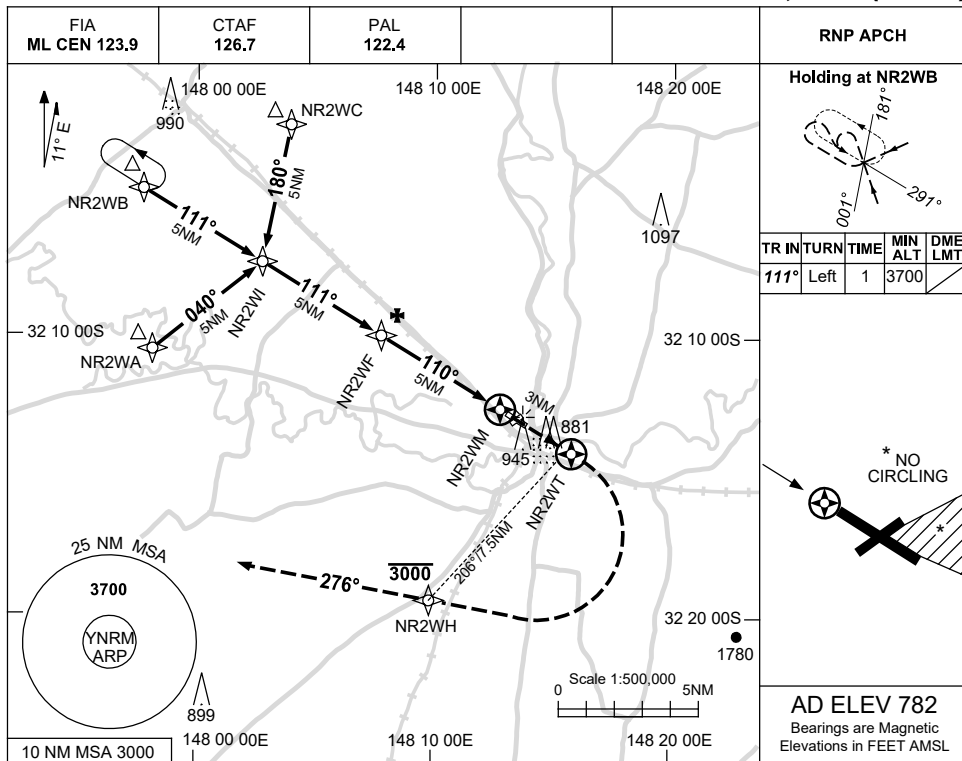 FIA
ML CEN 123.9
CTAF
126.7
PAL
122.4
RNP APCH
148 00 00E
148 10 00E
148 20 00E
11° E
990
NR2WC
180°
5NM
NR2WB
111°
5NM
1097
040°
5NM
NR2WI
111°
5NM
32 10 00S
32 10 00S
NR2WA
NR2WF
110°
5NM
3NM
881
945
NR2WM
NR2WT
206°/7.5NM
3000
276°
NR2WH
25 NM MSA
3700
YNRM
ARP
32 20 00S
1780
Scale 1:500,000
0
5NM
899
10 NM MSA 3000
148 00 00E
148 10 00E
148 20 00E
Holding at NR2WB
181°
291°
001°
TR IN
TURN
TIME
MIN
ALT
DME
LMT
111°
Left
1
3700
* NO
CIRCLING
*
AD ELEV 782
Bearings are Magnetic
Elevations in FEET AMSL